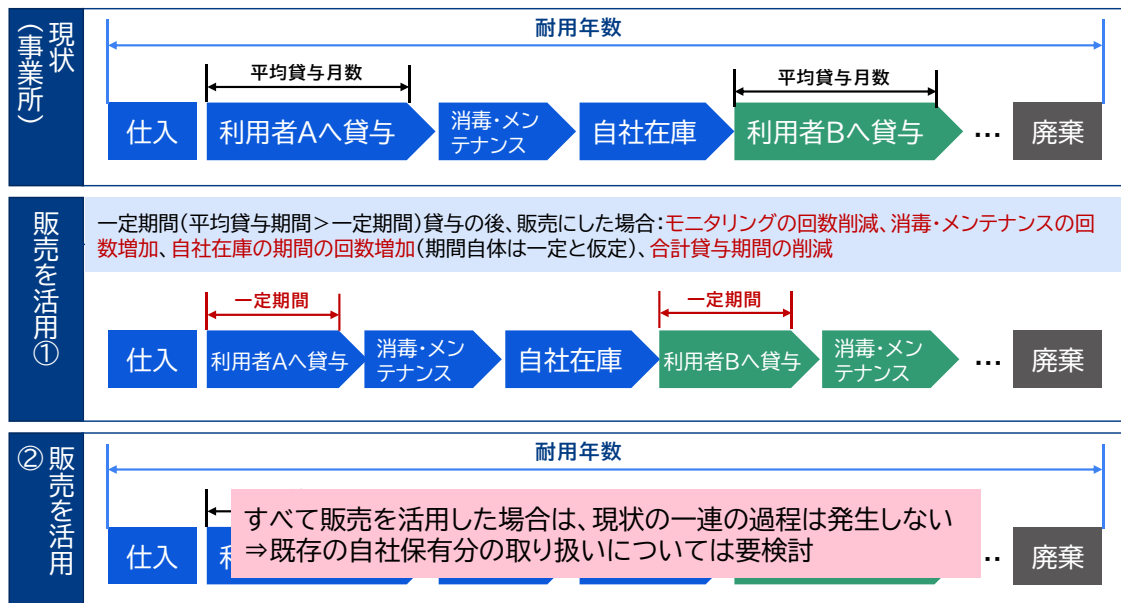 現状
(事業所)
耐用年数
平均貸与月数
平均貸与月数
仕入
利用者Aへ貸与
消毒・メン
テナンス
自社在庫
利用者Bへ貸与
…
廃棄
販売を活用①
一定期間(平均貸与期間>一定期間)貸与の後、販売にした場合:モニタリングの回数削減、消毒・メンテナンスの回
数増加、自社在庫の期間の回数増加(期間自体は一定と仮定)、合計貸与期間の削減
一定期間
一定期間
仕入
利用者Aへ貸与
消毒・メン
テナンス
自社在庫
利用者Bへ貸与
消毒・メン
テナンス
…
廃棄
販売を活用
②
耐用年数
すべて販売を活用した場合は、現状の一連の過程は発生しない
⇒既存の自社保有分の取り扱いについては要検討
仕入
廃棄